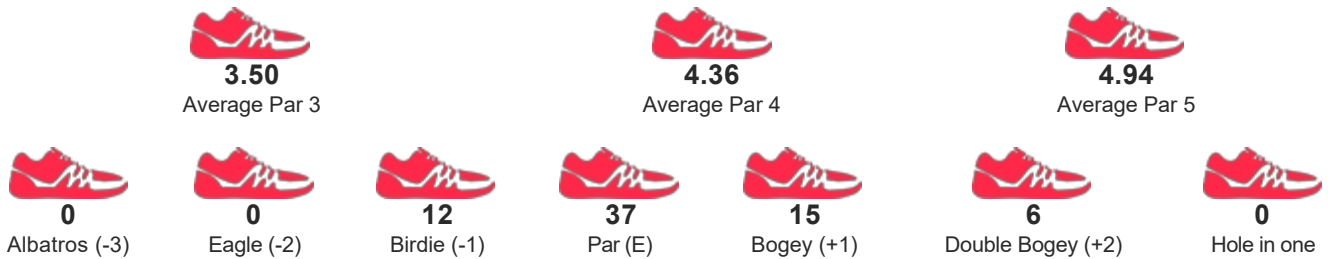 3.50 4.36 4.94
Average Par 3 Average Par 4 Average Par 5
0 0 12 37 15 6 0
Albatros (-3) Eagle (-2) Birdie (-1) Par (E) Bogey (+1) Double Bogey (+2) Hole in one